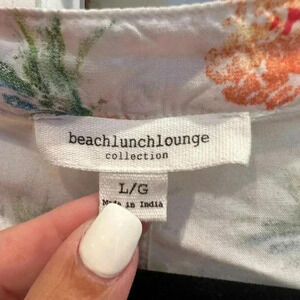 beachlunchlounge
collection
L/G
Made in India